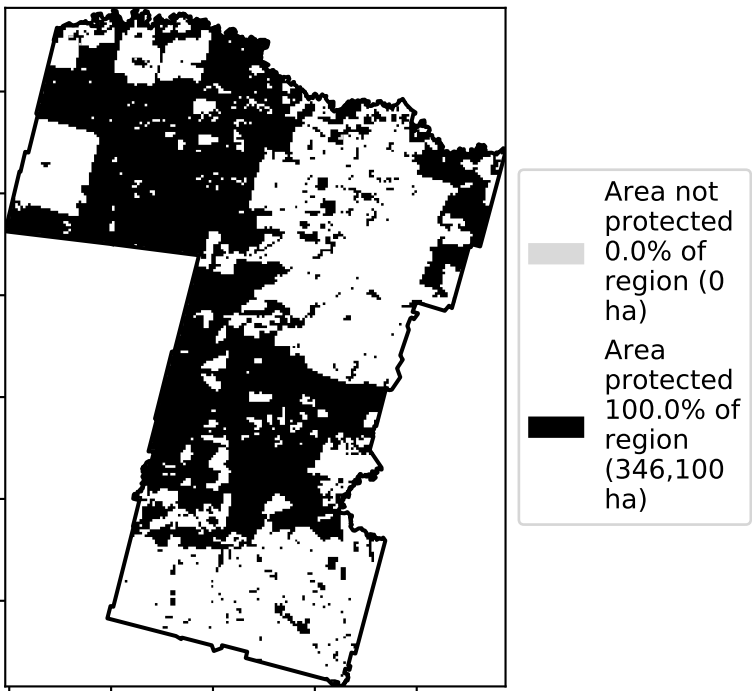 Area not
protected
0.0% of
region (0
ha)
Area
protected
100.0% of
region
(346,100
ha)